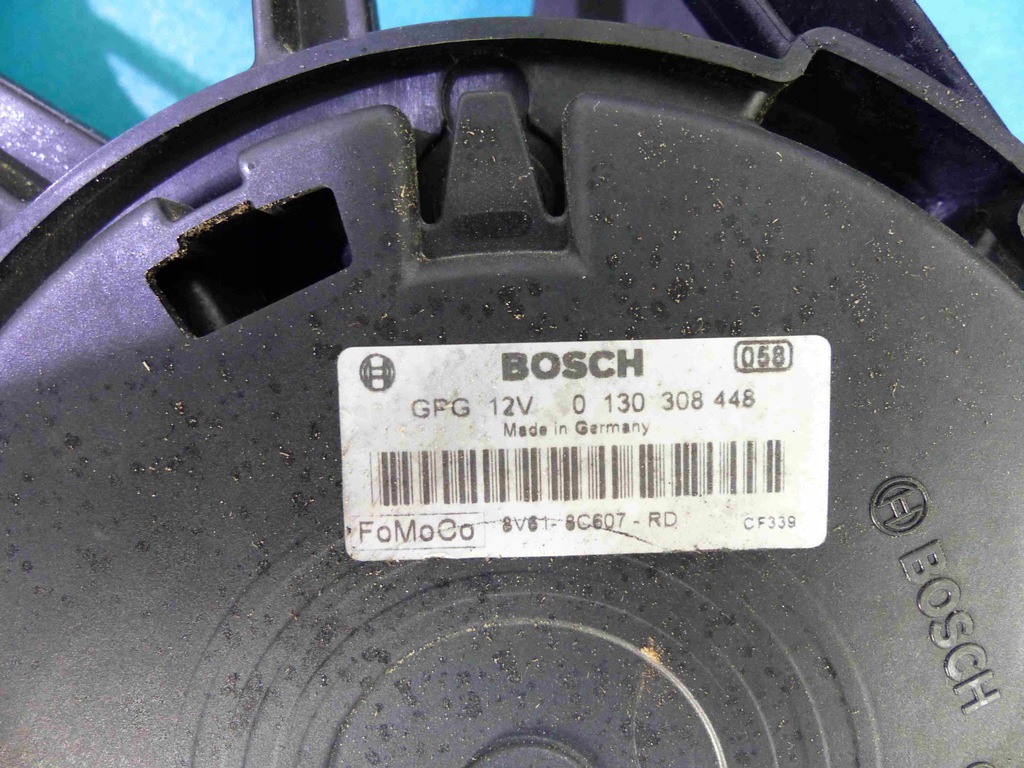 BOSCH 058
GPG 12V 0 130 308 448
Made in Germany
FoMoCo 8V61-8C607-RD CF339
BOSCH